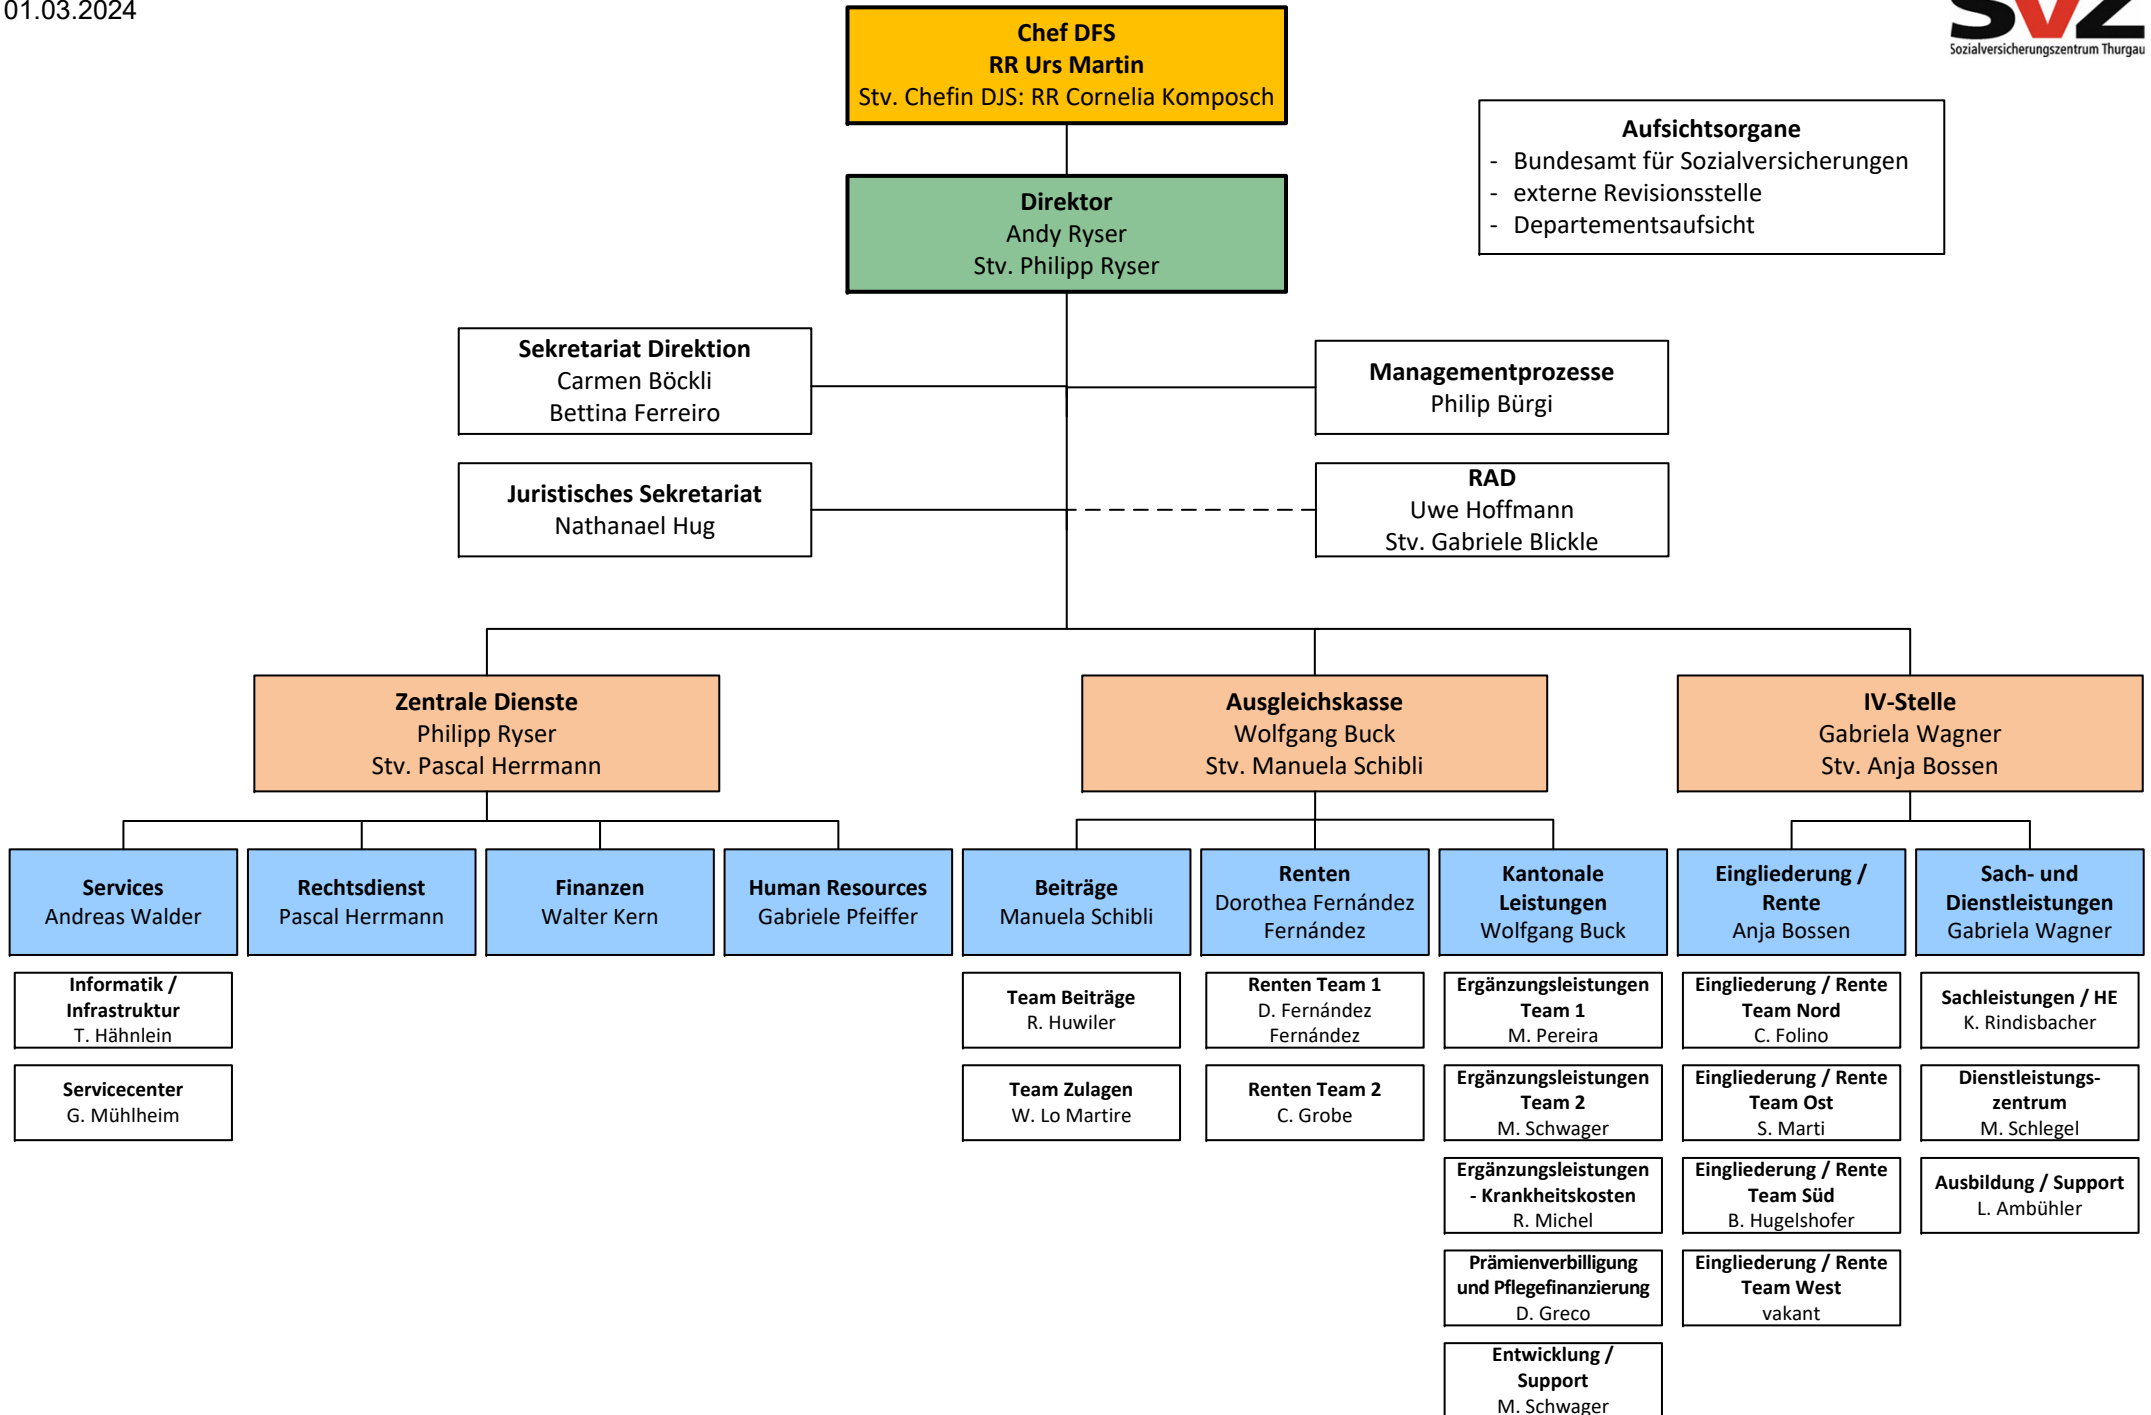 01.03.2024
SVZ
Sozialversicherungszentrum Thurgau
Chef DFS
RR Urs Martin
Stv. Chefin DJS: RR Cornelia Komposch
Aufsichtsorgane
- Bundesamt für Sozialversicherungen
- externe Revisionsstelle
- Departementsaufsicht
Direktor
Andy Ryser
Stv. Philipp Ryser
Sekretariat Direktion
Carmen Böckli
Bettina Ferreiro
Managementprozesse
Philip Bürgi
Juristisches Sekretariat
Nathanael Hug
RAD
Uwe Hoffmann
Stv. Gabriele Blickle
Zentrale Dienste
Philipp Ryser
Stv. Pascal Herrmann
Ausgleichskasse
Wolfgang Buck
Stv. Manuela Schibli
IV-Stelle
Gabriela Wagner
Stv. Anja Bossen
Services
Andreas Walder
Rechtsdienst
Pascal Herrmann
Finanzen
Walter Kern
Human Resources
Gabriele Pfeiffer
Beiträge
Manuela Schibli
Renten
Dorothea Fernández
Fernández
Kantonale
Leistungen
Wolfgang Buck
Eingliederung /
Rente
Anja Bossen
Sach- und
Dienstleistungen
Gabriela Wagner
Informatik /
Infrastruktur
T. Hähnlein
Team Beiträge
R. Huwiler
Renten Team 1
D. Fernández
Fernández
Ergänzungsleistungen
Team 1
M. Pereira
Eingliederung / Rente
Team Nord
C. Folino
Sachleistungen / HE
K. Rindisbacher
Servicecenter
G. Mühlheim
Team Zulagen
W. Lo Martire
Renten Team 2
C. Grobe
Ergänzungsleistungen
Team 2
M. Schwager
Eingliederung / Rente
Team Ost
S. Marti
Dienstleistungs-
zentrum
M. Schlegel
Ergänzungsleistungen
- Krankheitskosten
R. Michel
Eingliederung / Rente
Team Süd
B. Hugelshofer
Ausbildung / Support
L. Ambühler
Prämienverbilligung
und Pflegefinanzierung
D. Greco
Eingliederung / Rente
Team West
vakant
Entwicklung /
Support
M. Schwager